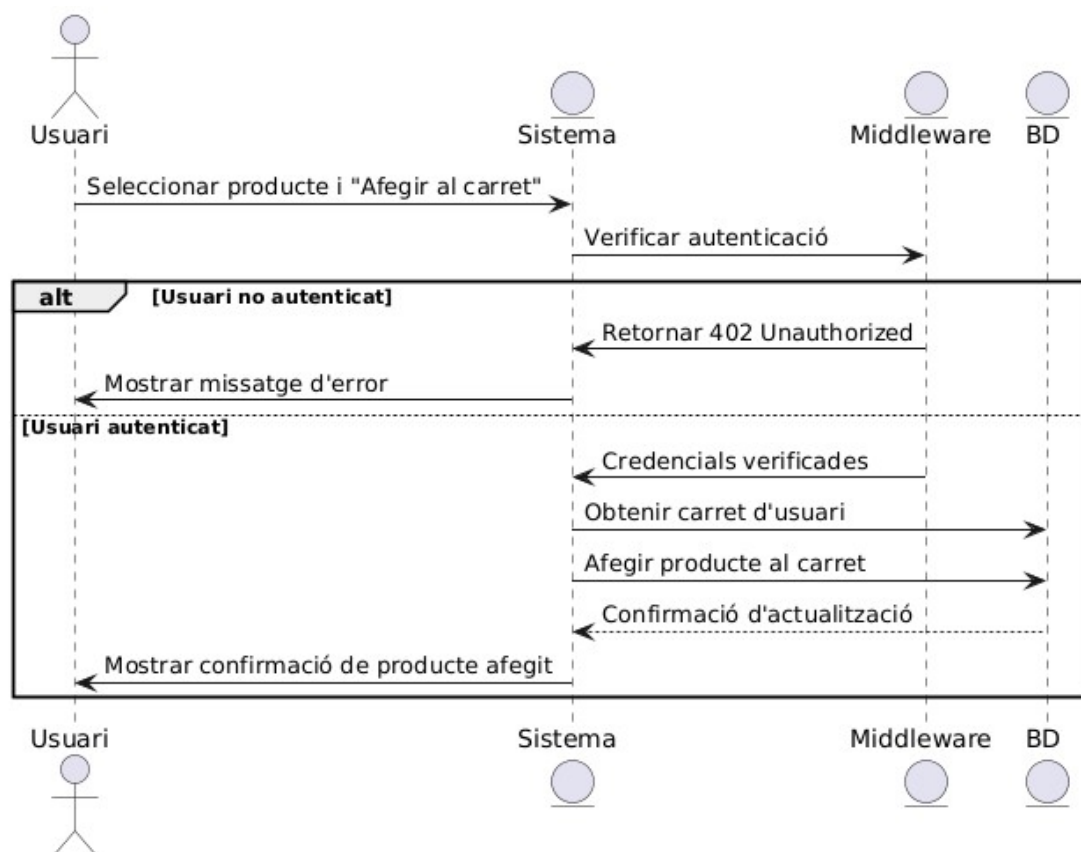 Usuari
Sistema
Middleware
BD
Seleccionar producte i "Afegir al carret"
Verificar autenticació
alt
[Usuari no autenticat]
Retornar 402 Unauthorized
Mostrar missatge d'error
[Usuari autenticat]
Credencials verificades
Obtenir carret d'usuari
Afegir producte al carret
Confirmació d'actualització
Mostrar confirmació de producte afegit
Usuari
Sistema
Middleware
BD